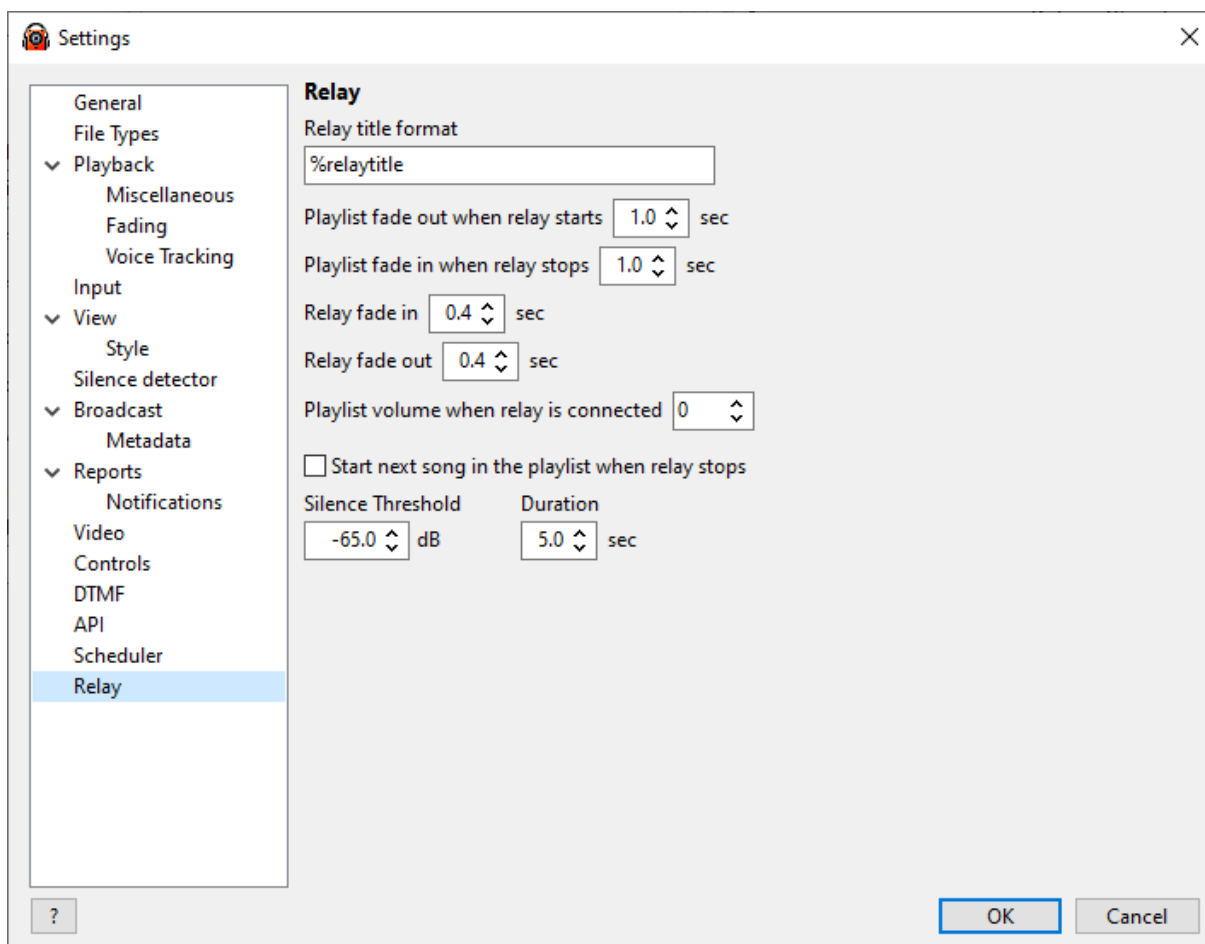 Settings
General
File Types
Playback
Miscellaneous
Fading
Voice Tracking
Input
View
Style
Silence detector
Broadcast
Metadata
Reports
Notifications
Video
Controls
DTMF
API
Scheduler
Relay
Relay
Relay title format
%relaytitle
Playlist fade out when relay starts 1.0 sec
Playlist fade in when relay stops 1.0 sec
Relay fade in 0.4 sec
Relay fade out 0.4 sec
Playlist volume when relay is connected 0
Start next song in the playlist when relay stops
Silence Threshold Duration
-65.0 dB 5.0 sec
? OK Cancel